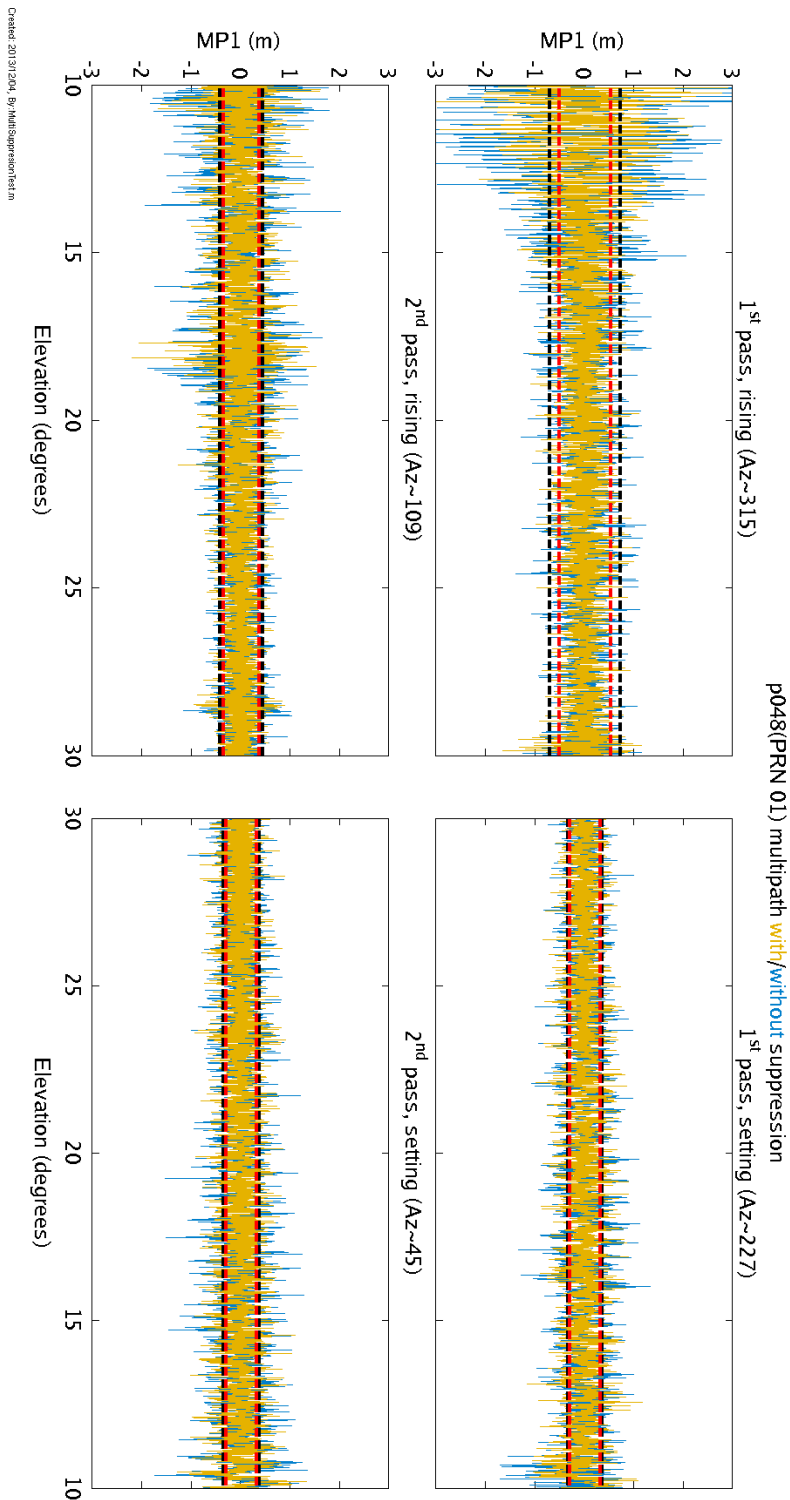 p048(PRN 01) multipath with/without suppression
1st pass, rising (Az~315)
1st pass, setting (Az~227)
MP1 (m)
3
2
1
0
-1
-2
-3
2nd pass, rising (Az~109)
2nd pass, setting (Az~45)
MP1 (m)
3
2
1
0
-1
-2
-3
10 15 20 25 30
30 25 20 15 10
Elevation (degrees)
Elevation (degrees)
Created: 2013/12/04, By:MultiSuppresionTest.m